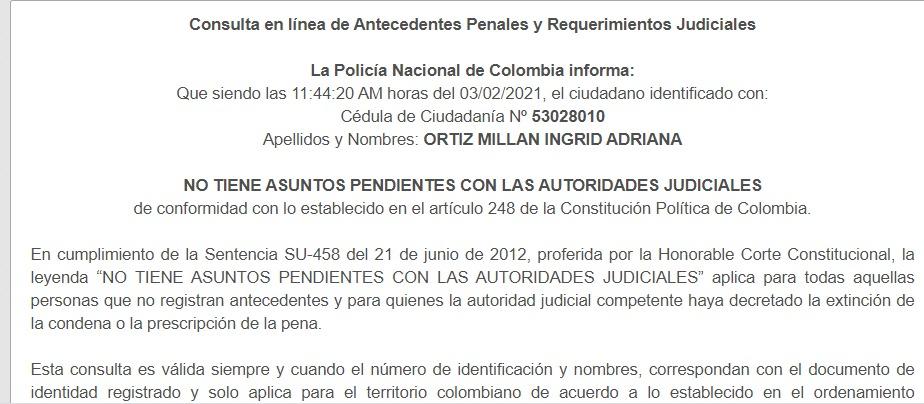 Consulta en línea de Antecedentes Penales y Requerimientos Judiciales
La Policía Nacional de Colombia informa:
Que siendo las 11:44:20 AM horas del 03/02/2021, el ciudadano identificado con:
Cédula de Ciudadanía Nº 53028010
Apellidos y Nombres: ORTIZ MILLAN INGRID ADRIANA
NO TIENE ASUNTOS PENDIENTES CON LAS AUTORIDADES JUDICIALES
de conformidad con lo establecido en el artículo 248 de la Constitución Política de Colombia.
En cumplimiento de la Sentencia SU-458 del 21 de junio de 2012, proferida por la Honorable Corte Constitucional, la
leyenda “NO TIENE ASUNTOS PENDIENTES CON LAS AUTORIDADES JUDICIALES” aplica para todas aquellas
personas que no registran antecedentes y para quienes la autoridad judicial competente haya decretado la extinción de
la condena o la prescripción de la pena.
Esta consulta es válida siempre y cuando el número de identificación y nombres, correspondan con el documento de
identidad registrado y solo aplica para el territorio colombiano de acuerdo a lo establecido en el ordenamiento